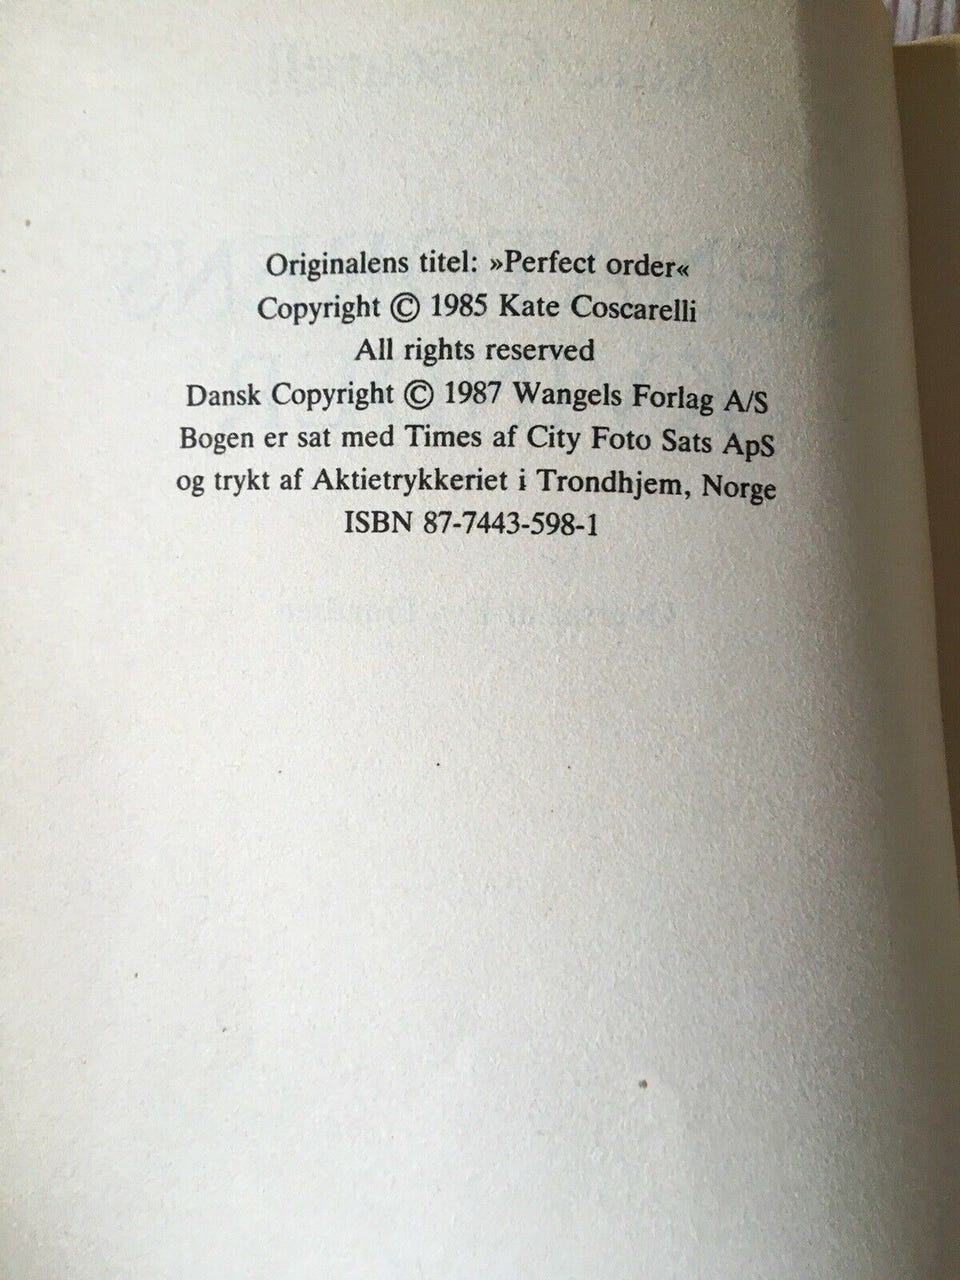 Originalens titel: »Perfect order«
Copyright © 1985 Kate Coscarelli
All rights reserved
Dansk Copyright © 1987 Wangels Forlag A/S
Bogen er sat med Times af City Foto Sats ApS
og trykt af Aktietrykkeriet i Trondhjem, Norge
ISBN 87-7443-598-1